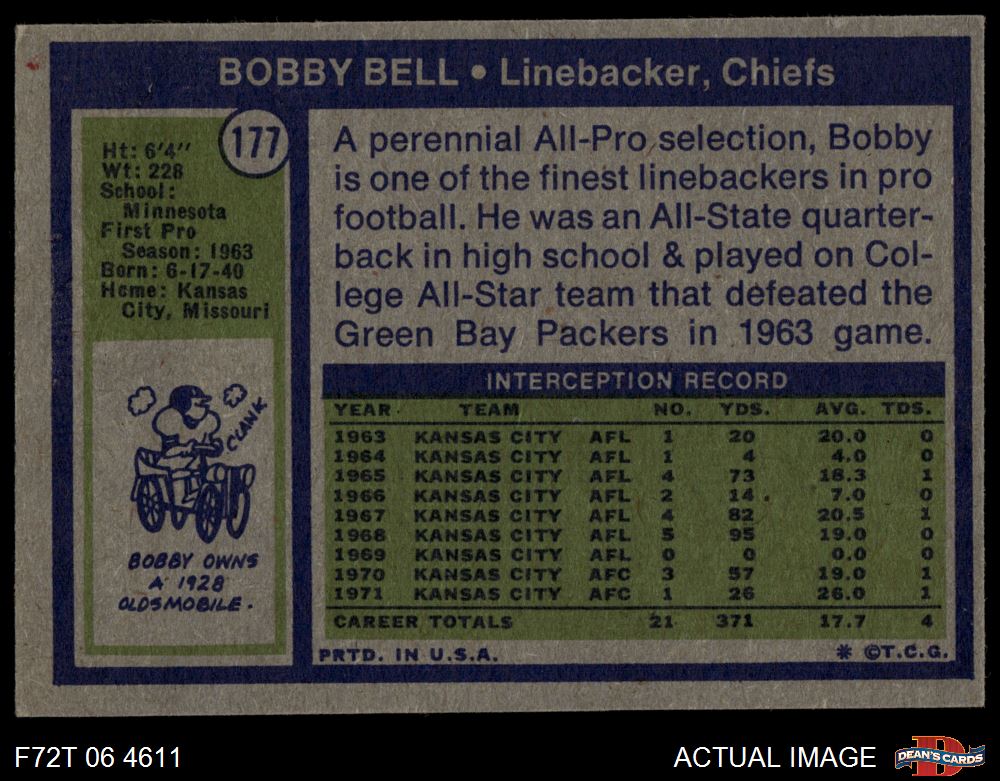 BOBBY BELL • Linebacker, Chiefs
177
Ht: 6'4"
Wt: 228
School:
Minnesota
First Pro
Season: 1963
Born: 6-17-40
Home: Kansas
City, Missouri
CLANK
BOBBY OWNS
A 1928
OLDSMOBILE.
A perennial All-Pro selection, Bobby
is one of the finest linebackers in pro
football. He was an All-State quarter-
back in high school & played on Col-
lege All-Star team that defeated the
Green Bay Packers in 1963 game.
INTERCEPTION RECORD
YEAR TEAM NO. YDS. AVG. TDS.
1963 KANSAS CITY AFL 1 20 20.0 0
1964 KANSAS CITY AFL 1 4 4.0 0
1965 KANSAS CITY AFL 4 73 18.3 1
1966 KANSAS CITY AFL 2 14 7.0 0
1967 KANSAS CITY AFL 4 82 20.5 1
1968 KANSAS CITY AFL 5 95 19.0 0
1969 KANSAS CITY AFL 0 0 0.0 0
1970 KANSAS CITY AFC 3 57 19.0 1
1971 KANSAS CITY AFC 1 26 26.0 1
CAREER TOTALS 21 371 17.7 4
PRTD. IN U.S.A. * ©T.C.G.
F72T 06 4611 ACTUAL IMAGE D DEAN'S CARDS